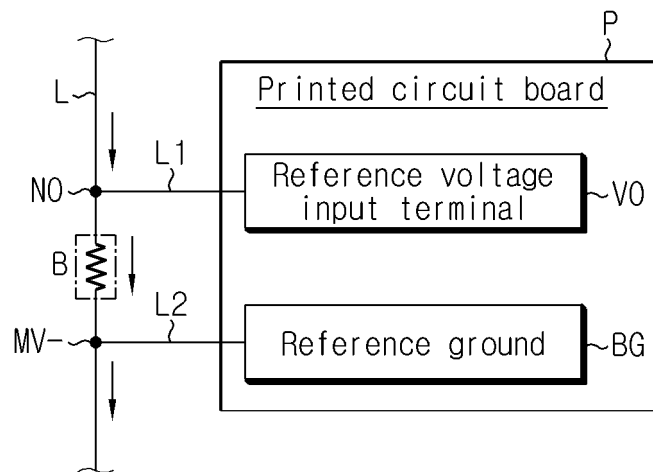 P
L
Printed circuit board
L1
NO
Reference voltage
input terminal
VO
B
L2
MV-
Reference ground
BG